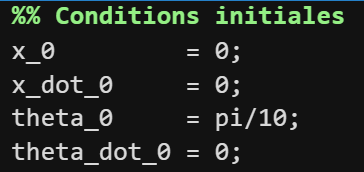 %% Conditions initiales
x_0         = 0;
x_dot_0     = 0;
theta_0     = pi/10;
theta_dot_0 = 0;